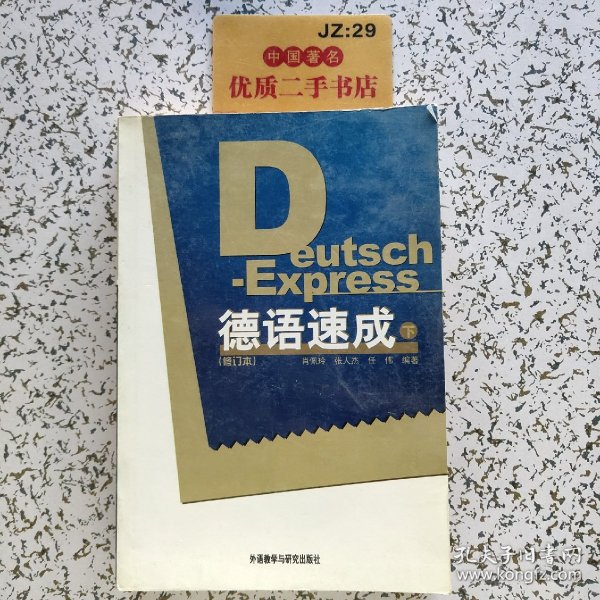 JZ:29
中国著名
优质二手书店
Deutsch
-Express
德语速成 下
(修订本)
肖佩玲 张人杰 任伟 编著
外语教学与研究出版社
孔夫子旧书网
www.kongfz.com